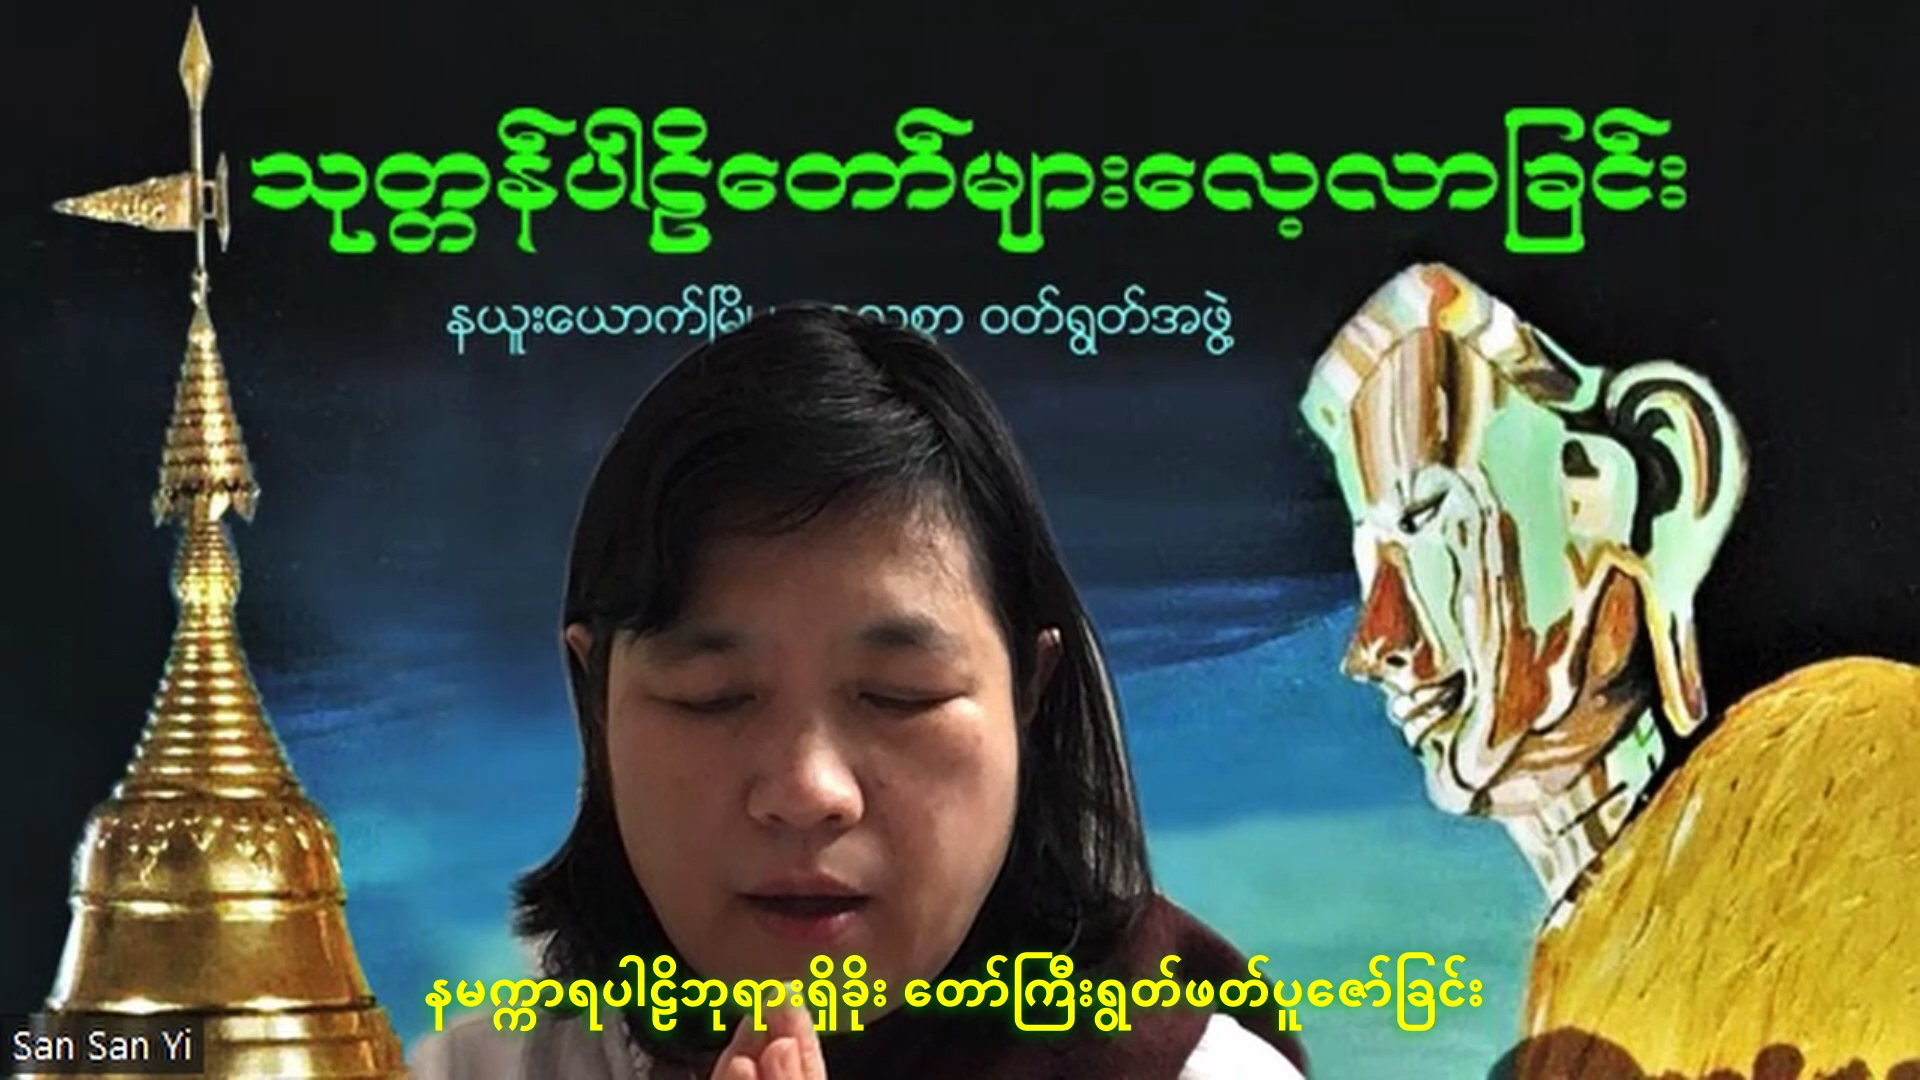 သုတ္တန်ပါဠိတော်များလေ့လာခြင်း
နယူးယောက်မြို့ ဝတ်ရွတ်အဖွဲ့
နမက္ကာရပါဠိဘုရားရှိခိုး တော်ကြီးရွတ်ဖတ်ပူဇော်ခြင်း
San San Yi